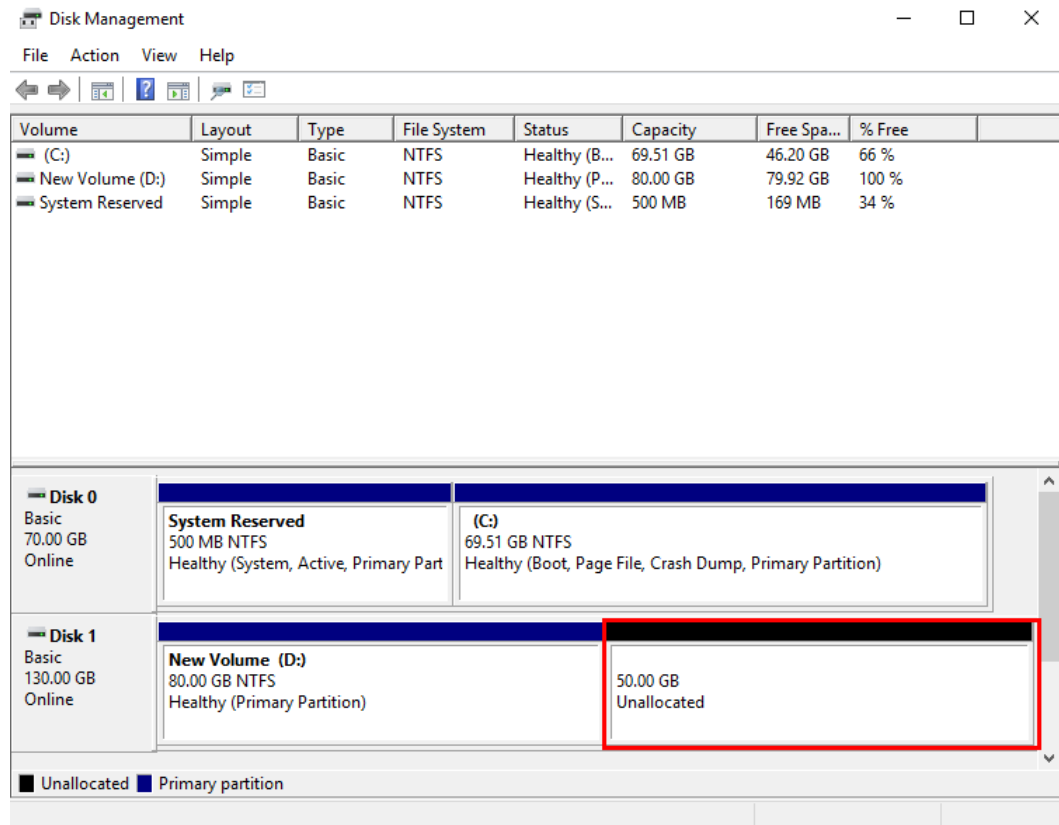 Disk Management
File Action View Help
Volume Layout Type File System Status Capacity Free Spa... % Free
(C:) Simple Basic NTFS Healthy (B... 69.51 GB 46.20 GB 66 %
New Volume (D:) Simple Basic NTFS Healthy (P... 80.00 GB 79.92 GB 100 %
System Reserved Simple Basic NTFS Healthy (S... 500 MB 169 MB 34 %
Disk 0
Basic
70.00 GB
Online
System Reserved
500 MB NTFS
Healthy (System, Active, Primary Part
(C:)
69.51 GB NTFS
Healthy (Boot, Page File, Crash Dump, Primary Partition)
Disk 1
Basic
130.00 GB
Online
New Volume (D:)
80.00 GB NTFS
Healthy (Primary Partition)
50.00 GB
Unallocated
Unallocated Primary partition